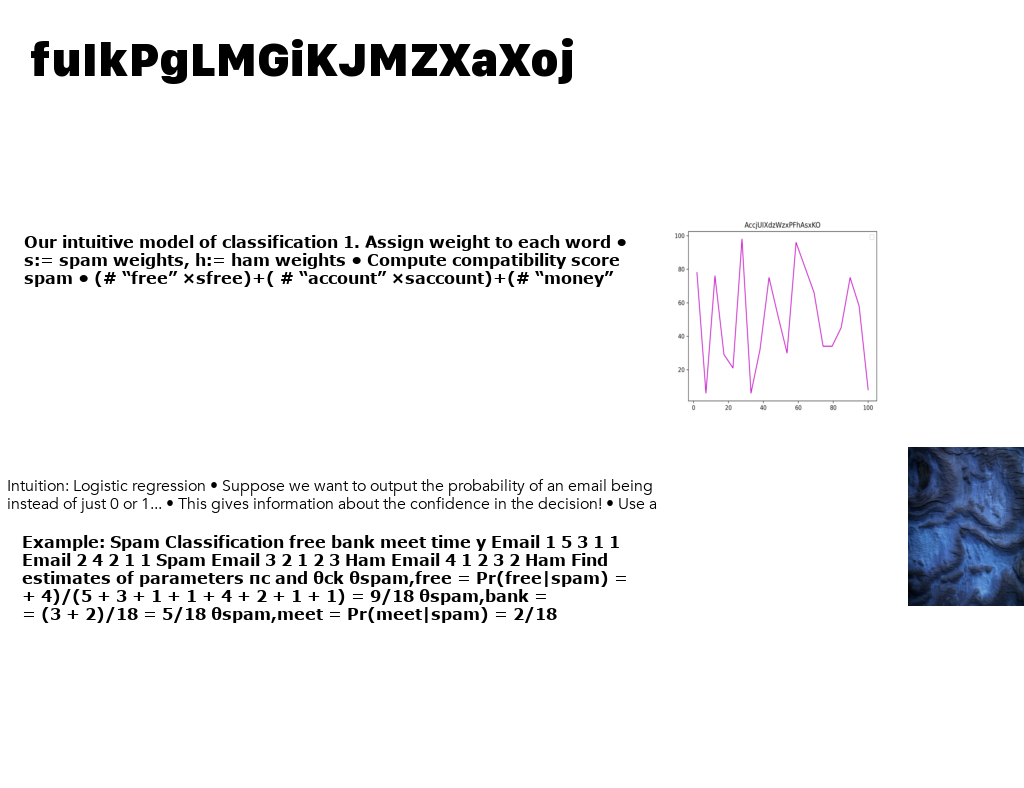 fuIkPgLMGiKJMZXaXoj
Our intuitive model of classification 1. Assign weight to each word •
s:= spam weights, h:= ham weights • Compute compatibility score
spam • (# “free” ×sfree)+( # “account” ×saccount)+(# “money”
AccjUIXdzWzxPFhAsxKO
100
80
60
40
20
0 20 40 60 80 100
Intuition: Logistic regression • Suppose we want to output the probability of an email being
instead of just 0 or 1... • This gives information about the confidence in the decision! • Use a
Example: Spam Classification free bank meet time y Email 1 5 3 1 1
Email 2 4 2 1 1 Spam Email 3 2 1 2 3 Ham Email 4 1 2 3 2 Ham Find
estimates of parameters πc and θck θspam,free = Pr(free|spam) =
+ 4)/(5 + 3 + 1 + 1 + 4 + 2 + 1 + 1) = 9/18 θspam,bank =
= (3 + 2)/18 = 5/18 θspam,meet = Pr(meet|spam) = 2/18